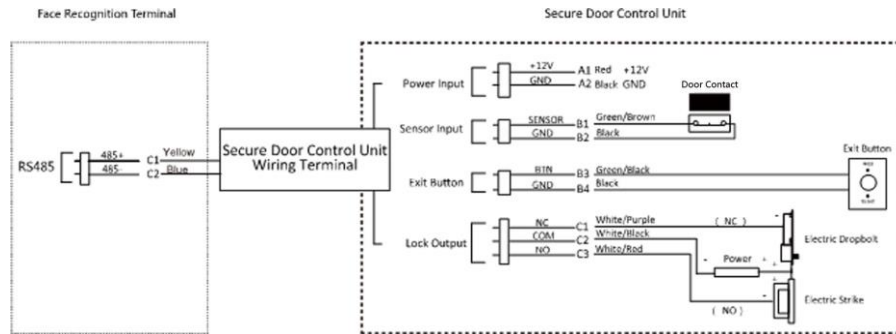 Face Recognition Terminal
Secure Door Control Unit
Power Input
+12V A1 Red +12V
GND A2 Black GND
Door Contact
Sensor Input
SENSOR B1 Green/Brown
GND B2 Black
RS485
485+ C1 Yellow
485- C2 Blue
Secure Door Control Unit
Wiring Terminal
Exit Button
BTN B3 Green/Black
GND B4 Black
Exit Button
Lock Output
NC C1 White/Purple ( NC ) -
COM C2 White/Black
NO C3 White/Red
Electric Dropbolt
- Power + +
+
- ( NO )
Electric Strike